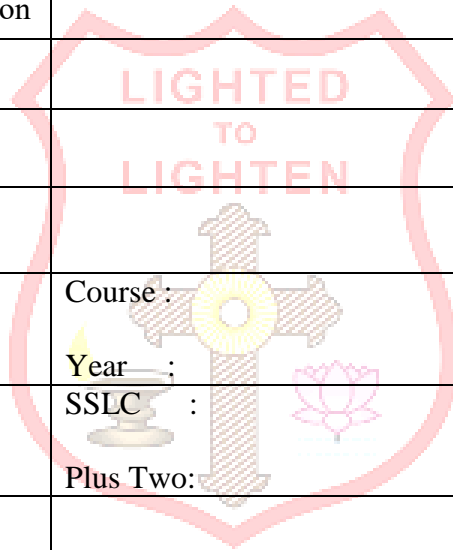 on
LIGHTED
TO
LIGHTEN
Course :
Year :
SSLC :
Plus Two: